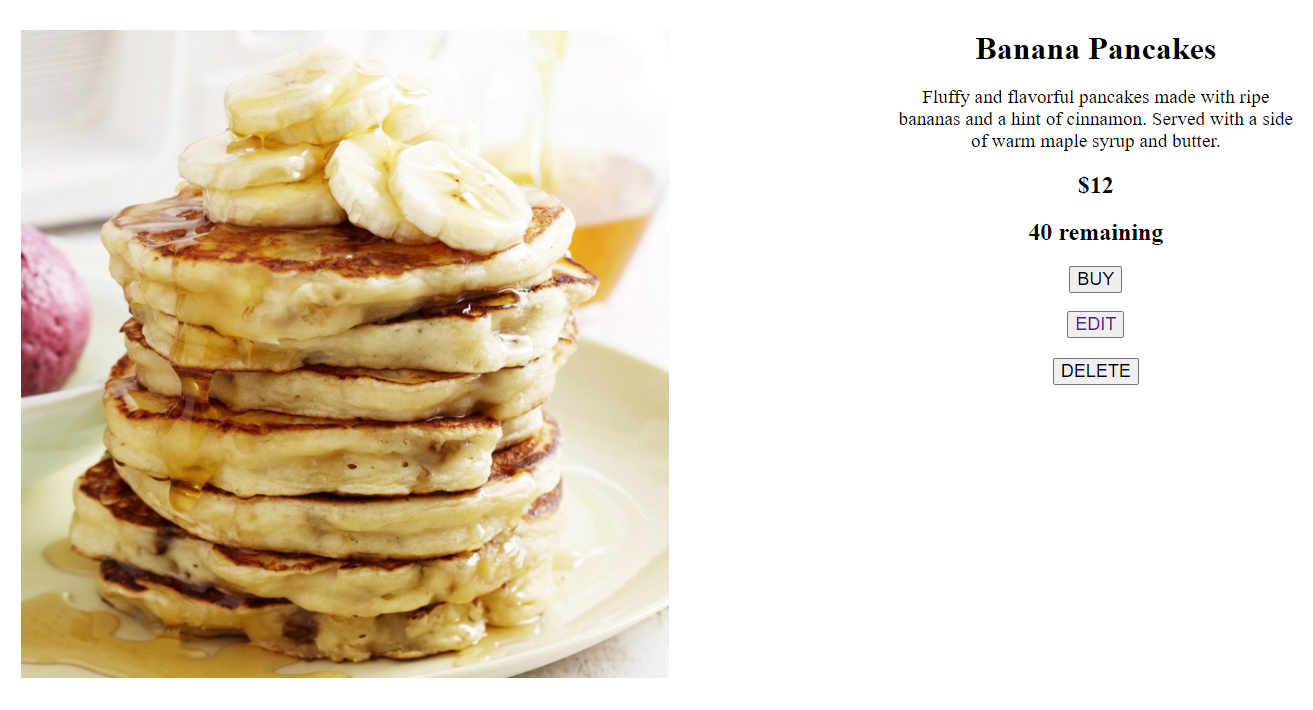 Banana Pancakes
Fluffy and flavorful pancakes made with ripe
bananas and a hint of cinnamon. Served with a side
of warm maple syrup and butter.
$12
40 remaining
BUY
EDIT
DELETE